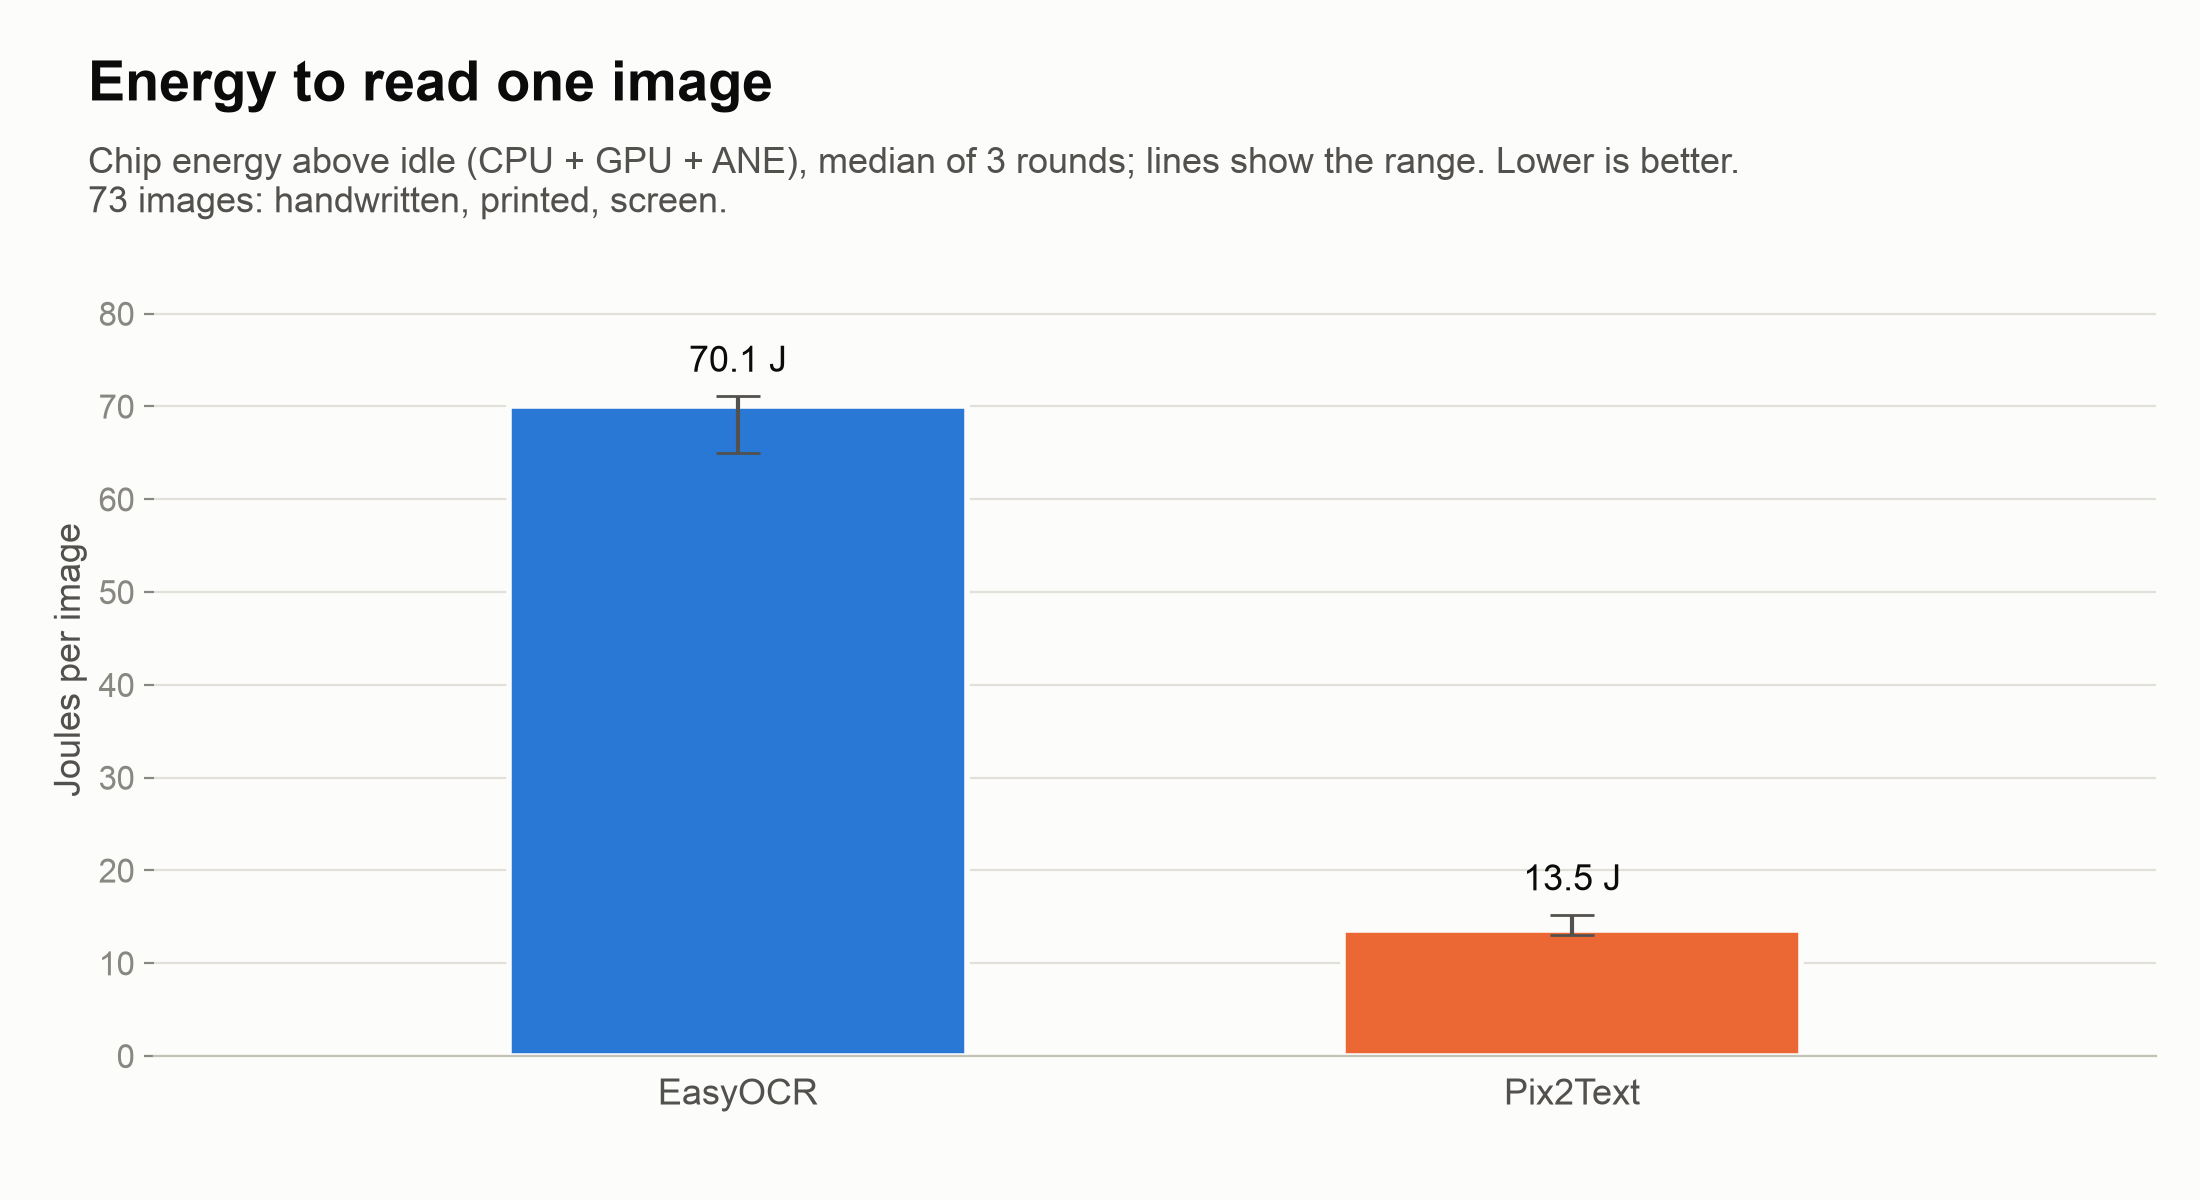 Energy to read one image
Chip energy above idle (CPU + GPU + ANE), median of 3 rounds; lines show the range. Lower is better.
73 images: handwritten, printed, screen.
80
70.1 J
70
60
50
40
30
20
13.5 J
10
0
Joules per image
EasyOCR
Pix2Text